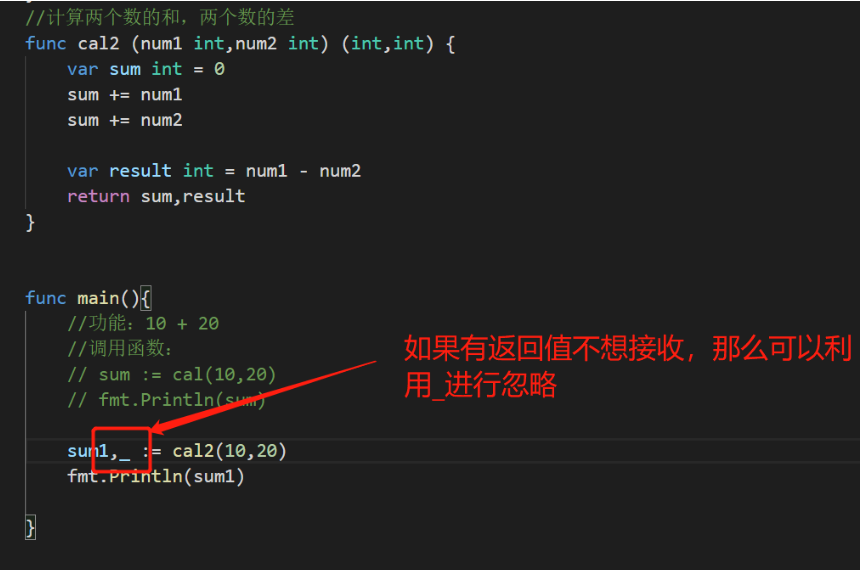 //计算两个数的和，两个数的差
func cal2 (num1 int,num2 int) (int,int) {
var sum int = 0
sum += num1
sum += num2
var result int = num1 - num2
return sum,result
}
func main(){
//功能：10 + 20
//调用函数：
// sum := cal(10,20)
// fmt.Println(sum)
如果有返回值不想接收，那么可以利
用_进行忽略
sum1,_ := cal2(10,20)
fmt.Println(sum1)
}